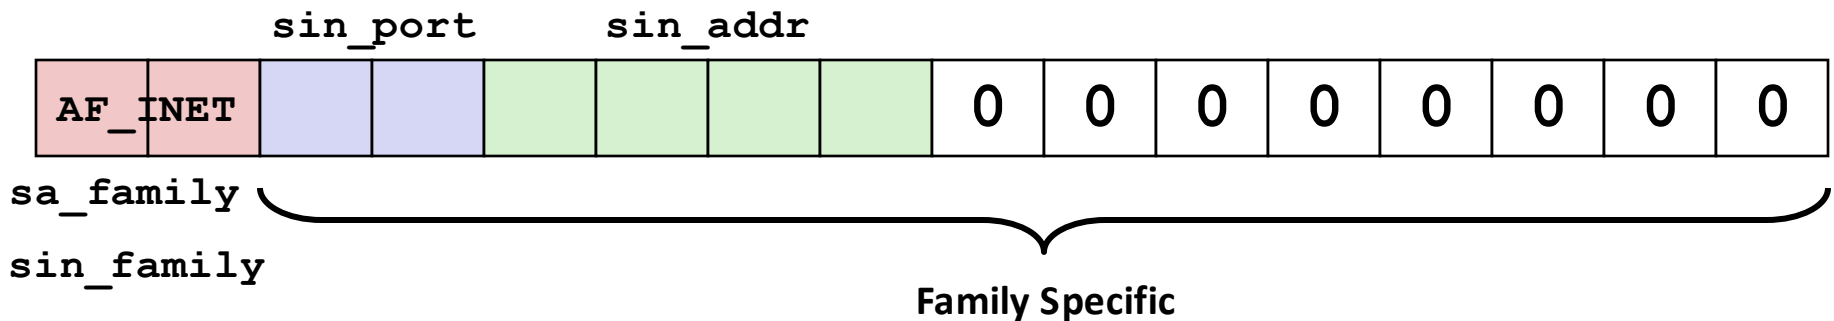 sin_port sin_addr
AF_INET 0 0 0 0 0 0 0 0
sa_family
sin_family
Family Specific